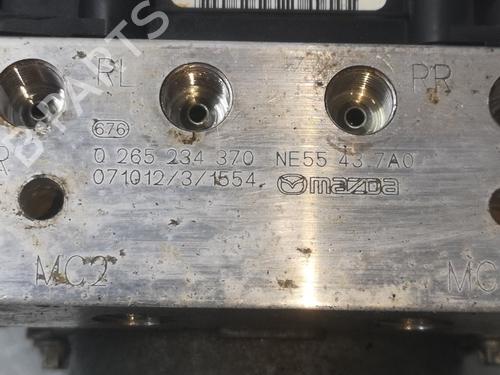 RL RR
676
0 265 234 370 NE55 43 7A0
R
071012/3/1554 mazda
MC2 MC
B-PARTS